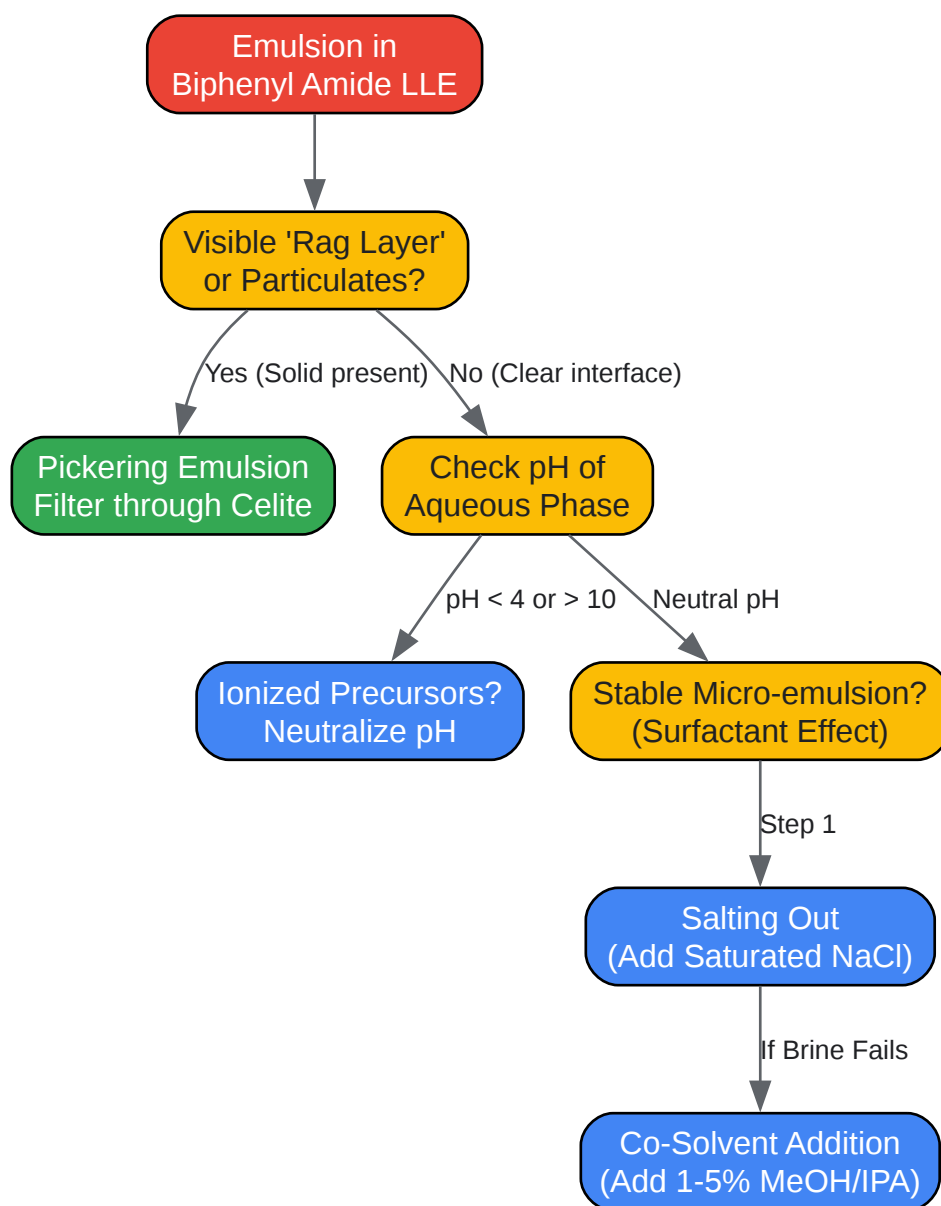 Emulsion in
Biphenyl Amide LLE
Visible 'Rag Layer'
or Particulates?
Yes (Solid present)
No (Clear interface)
Pickering Emulsion
Filter through Celite
Check pH of
Aqueous Phase
pH < 4 or > 10
Neutral pH
Ionized Precursors?
Neutralize pH
Stable Micro-emulsion?
(Surfactant Effect)
Step 1
Salting Out
(Add Saturated NaCl)
If Brine Fails
Co-Solvent Addition
(Add 1-5% MeOH/IPA)